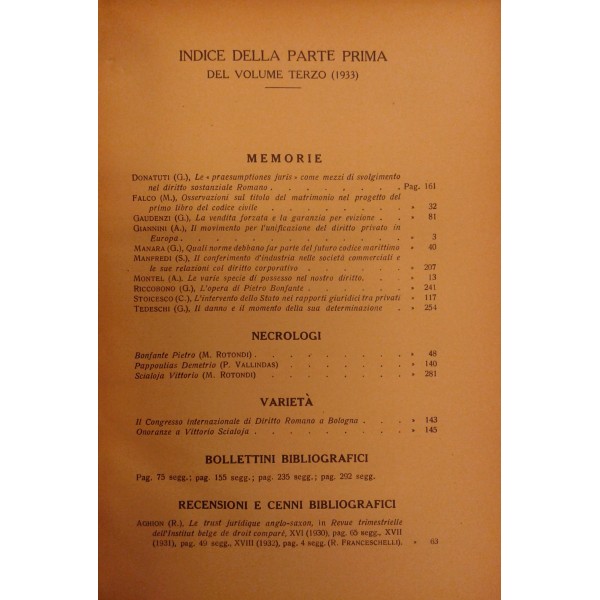 INDICE DELLA PARTE PRIMA
DEL VOLUME TERZO (1933)
MEMORIE
DONATUTI (G.), Le « praesumptiones juris » come mezzi di svolgimento
nel diritto sostanziale Romano . . . . . . . Pag. 161
FALCO (M.), Osservazioni sul titolo del matrimonio nel progetto del
primo libro del codice civile . . . . . . . » 32
GAUDENZI (G.), La vendita forzata e la garanzia per evizione . . » 81
GIANNINI (A.), Il movimento per l'unificazione del diritto privato in
Europa . . . . . . . . . . . » 3
MANARA (G.), Quali norme debbano far parte del futuro codice marittimo » 40
MANFREDI (S.), Il conferimento d'industria nelle società commerciali e
le sue relazioni col diritto corporativo . . . . . » 207
MONTEL (A.), Le varie specie di possesso nel nostro diritto. . . » 13
RICCOBONO (G.), L'opera di Pietro Bonfante . . . . . » 241
STOICESCO (C.), L'intervento dello Stato nei rapporti giuridici tra privati » 117
TEDESCHI (G.), Il danno e il momento della sua determinazione . . » 254
NECROLOGI
Bonfante Pietro (M. ROTONDI) . . . . . . . . » 48
Pappoulias Demetrio (P. VALLINDAS) . . . . . . . » 140
Scialoja Vittorio (M. ROTONDI) . . . . . . . . » 281
VARIETÀ
Il Congresso internazionale di Diritto Romano a Bologna . . . » 143
Onoranze a Vittorio Scialoja . . . . . . . . » 145
BOLLETTINI BIBLIOGRAFICI
Pag. 75 segg.; pag. 155 segg.; pag. 235 segg.; pag. 292 segg.
RECENSIONI E CENNI BIBLIOGRAFICI
AGHION (R.), Le trust juridique anglo-saxon, in Revue trimestrielle
dell'Institut belge de droit comparé, XVI (1930), pag. 65 segg., XVII
(1931), pag. 49 segg., XVIII (1932), pag. 4 segg. (R. FRANCESCHELLI). » 63